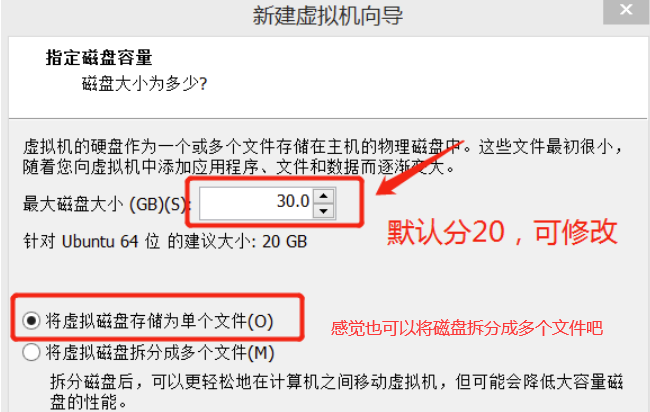 新建虚拟机向导
指定磁盘容量
磁盘大小为多少?
虚拟机的硬盘作为一个或多个文件存储在主机的物理磁盘中。这些文件最初很小，
随着您向虚拟机中添加应用程序、文件和数据而逐渐变大。
最大磁盘大小 (GB)(S): 30.0
默认分20，可修改
针对 Ubuntu 64 位 的建议大小: 20 GB
将虚拟磁盘存储为单个文件(O)
感觉也可以将磁盘拆分成多个文件吧
将虚拟磁盘拆分成多个文件(M)
拆分磁盘后，可以更轻松地在计算机之间移动虚拟机，但可能会降低大容量磁
盘的性能。